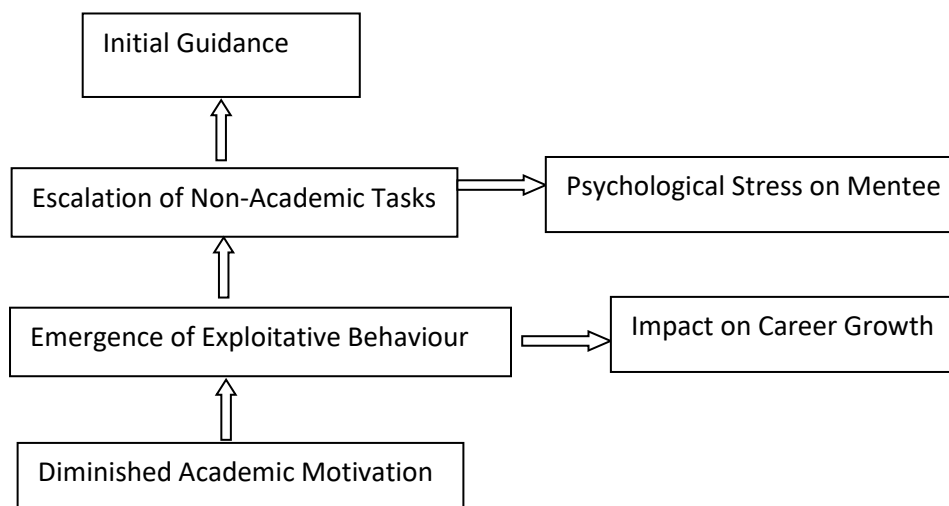 Initial Guidance
Escalation of Non-Academic Tasks
Psychological Stress on Mentee
Emergence of Exploitative Behaviour
Impact on Career Growth
Diminished Academic Motivation